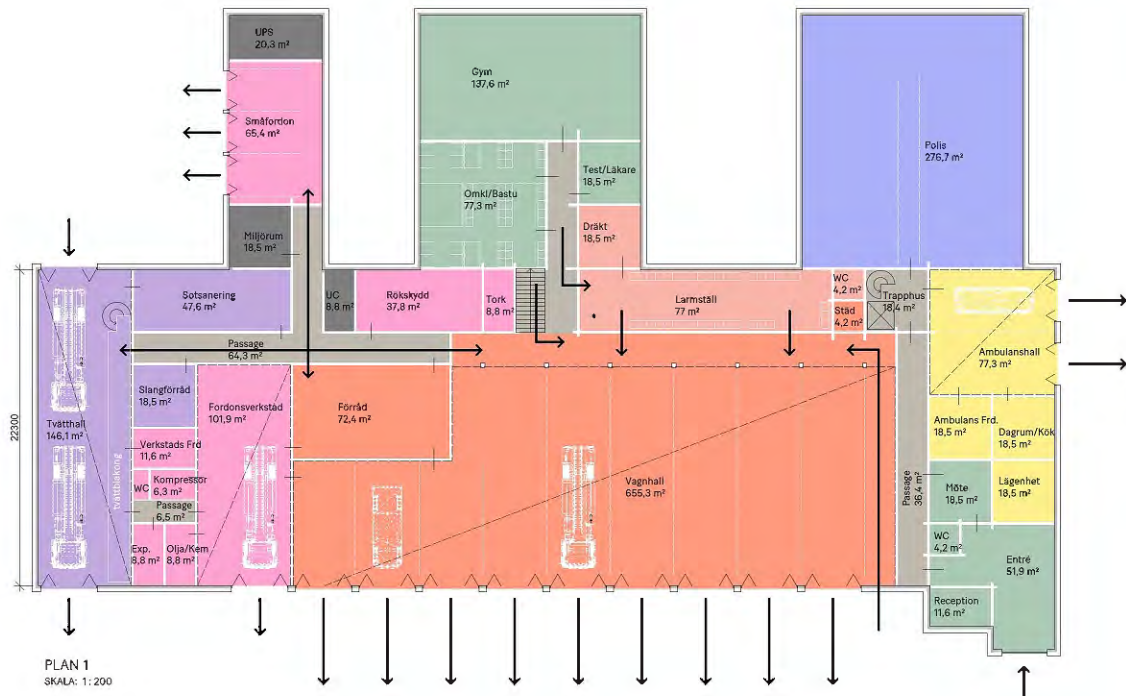 UPS
20,3 m²
Gym
137,6 m²
Småfordon
65,4 m²
Polis
276,7 m²
Test/Läkare
18,5 m²
Omkl/Bastu
77,3 m²
Miljörum
18,5 m²
Dräkt
18,5 m²
Sotsanering
47,6 m²
UC
8,8 m²
Rökskydd
37,8 m²
Tork
8,8 m²
Larmställ
77 m²
WC
4,2 m²
Städ
4,2 m²
Trapphus
18,4 m²
Passage
64,3 m²
Ambulanshall
77,3 m²
22300
Tvätthall
146,1 m²
tvättbalkong
Slangförråd
18,5 m²
Fordonsverkstad
101,9 m²
Förråd
72,4 m²
Verkstads Frd
11,6 m²
WC
Kompressor
6,3 m²
Passage
6,5 m²
Exp.
8,8 m²
Olja/Kem
8,8 m²
Vagnhall
655,3 m²
Passage
36,4 m²
Ambulans Frd.
18,5 m²
Dagrum/Kök
18,5 m²
Möte
18,5 m²
Lägenhet
18,5 m²
WC
4,2 m²
Entré
51,9 m²
Reception
11,6 m²
PLAN 1
SKALA: 1:200